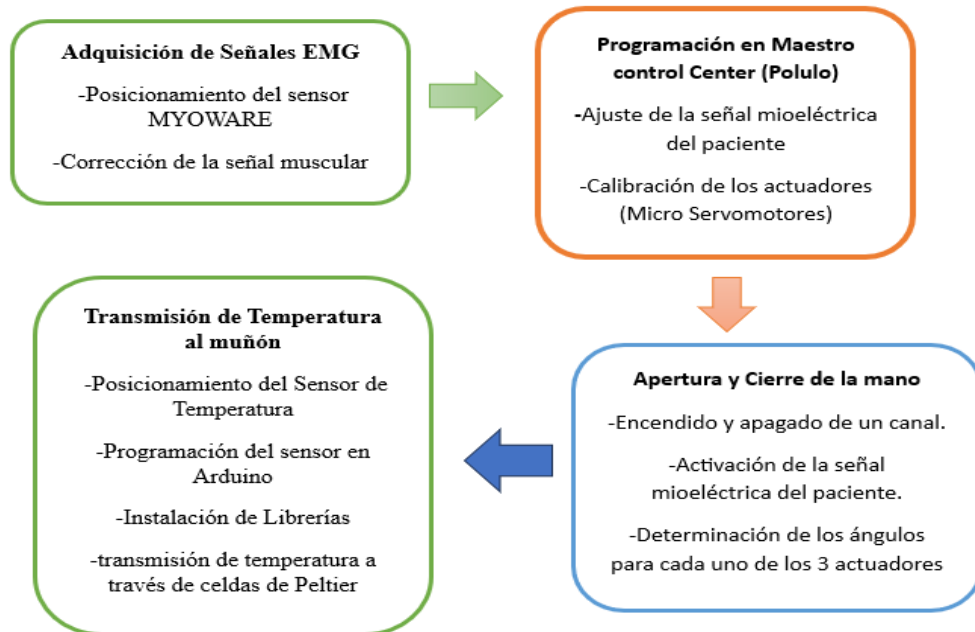 Adquisición de Señales EMG
-Posicionamiento del sensor
MYOWARE
-Corrección de la señal muscular
Programación en Maestro
control Center (Polulo)
-Ajuste de la señal mioeléctrica
del paciente
-Calibración de los actuadores
(Micro Servomotores)
Apertura y Cierre de la mano
-Encendido y apagado de un canal.
-Activación de la señal
mioeléctrica del paciente.
-Determinación de los ángulos
para cada uno de los 3 actuadores
Transmisión de Temperatura
al muñón
-Posicionamiento del Sensor de
Temperatura
-Programación del sensor en
Arduino
-Instalación de Librerías
-transmisión de temperatura a
través de celdas de Peltier